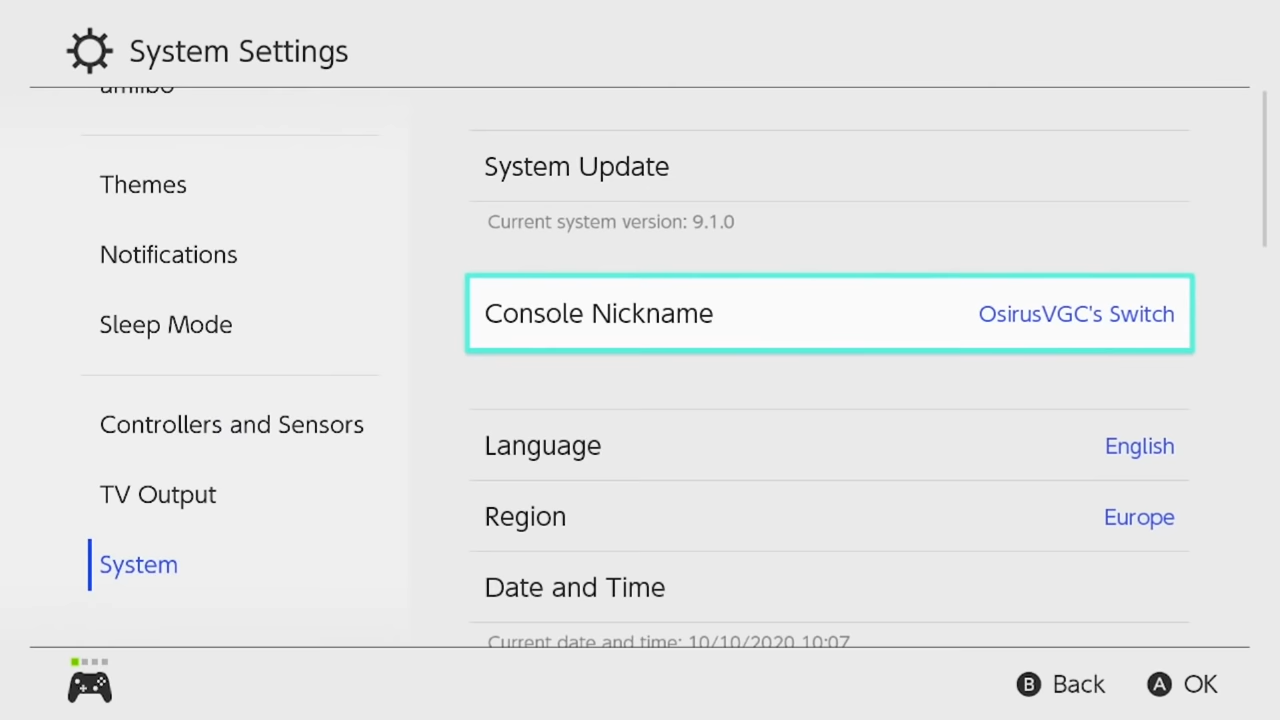 System Settings
amiibo
Themes
Notifications
Sleep Mode
Controllers and Sensors
TV Output
System
System Update
Current system version: 9.1.0
Console Nickname OsirusVGC's Switch
Language English
Region Europe
Date and Time
Current date and time: 10/10/2020 10:07
B Back A OK